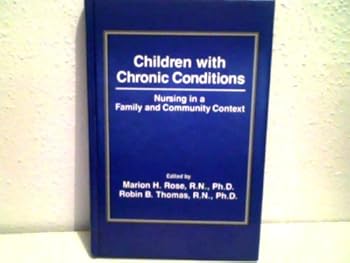 Children with
Chronic Conditions
Nursing in a
Family and Community Context
Edited by
Marion H. Rose, R.N., Ph.D.
Robin B. Thomas, R.N., Ph.D.